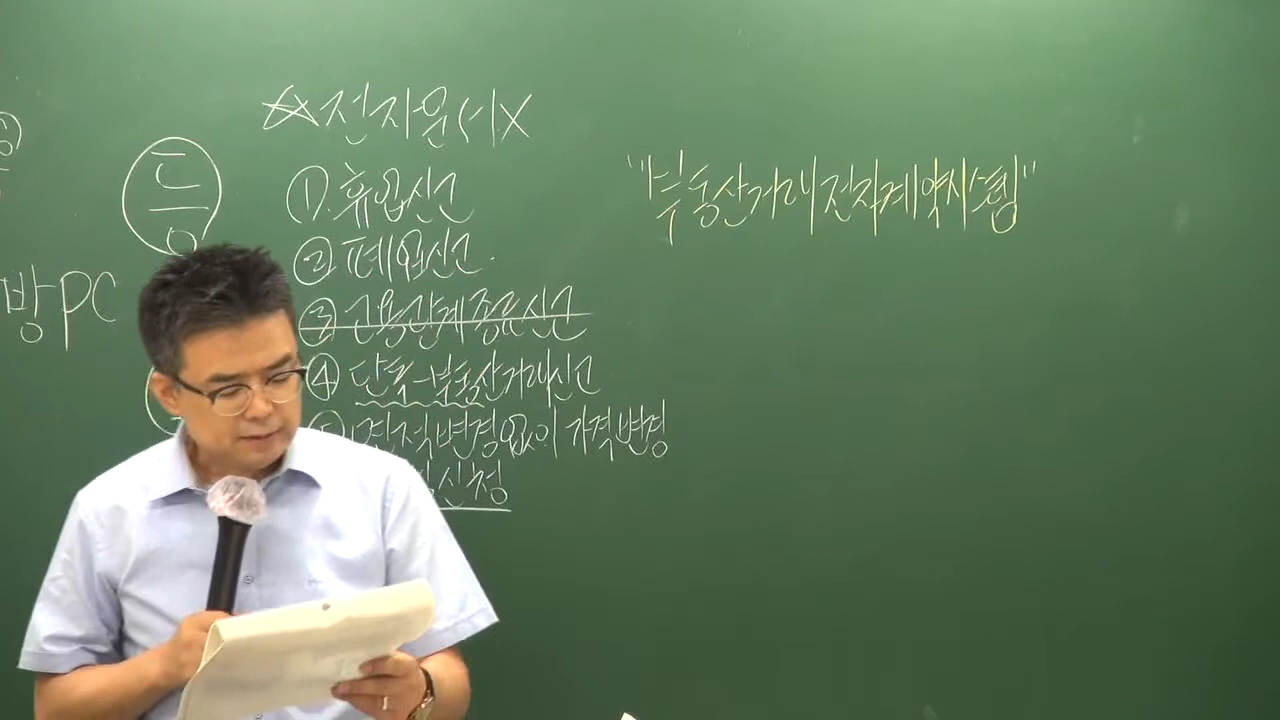 ☆전자문서X
①.휴업신고
②폐업신고.
③고용관계종료신고
④단독-부동산거래신고
면적변경없이 가격변경
신청
"부동산거래전자계약시스템"
방PC
ㄷ